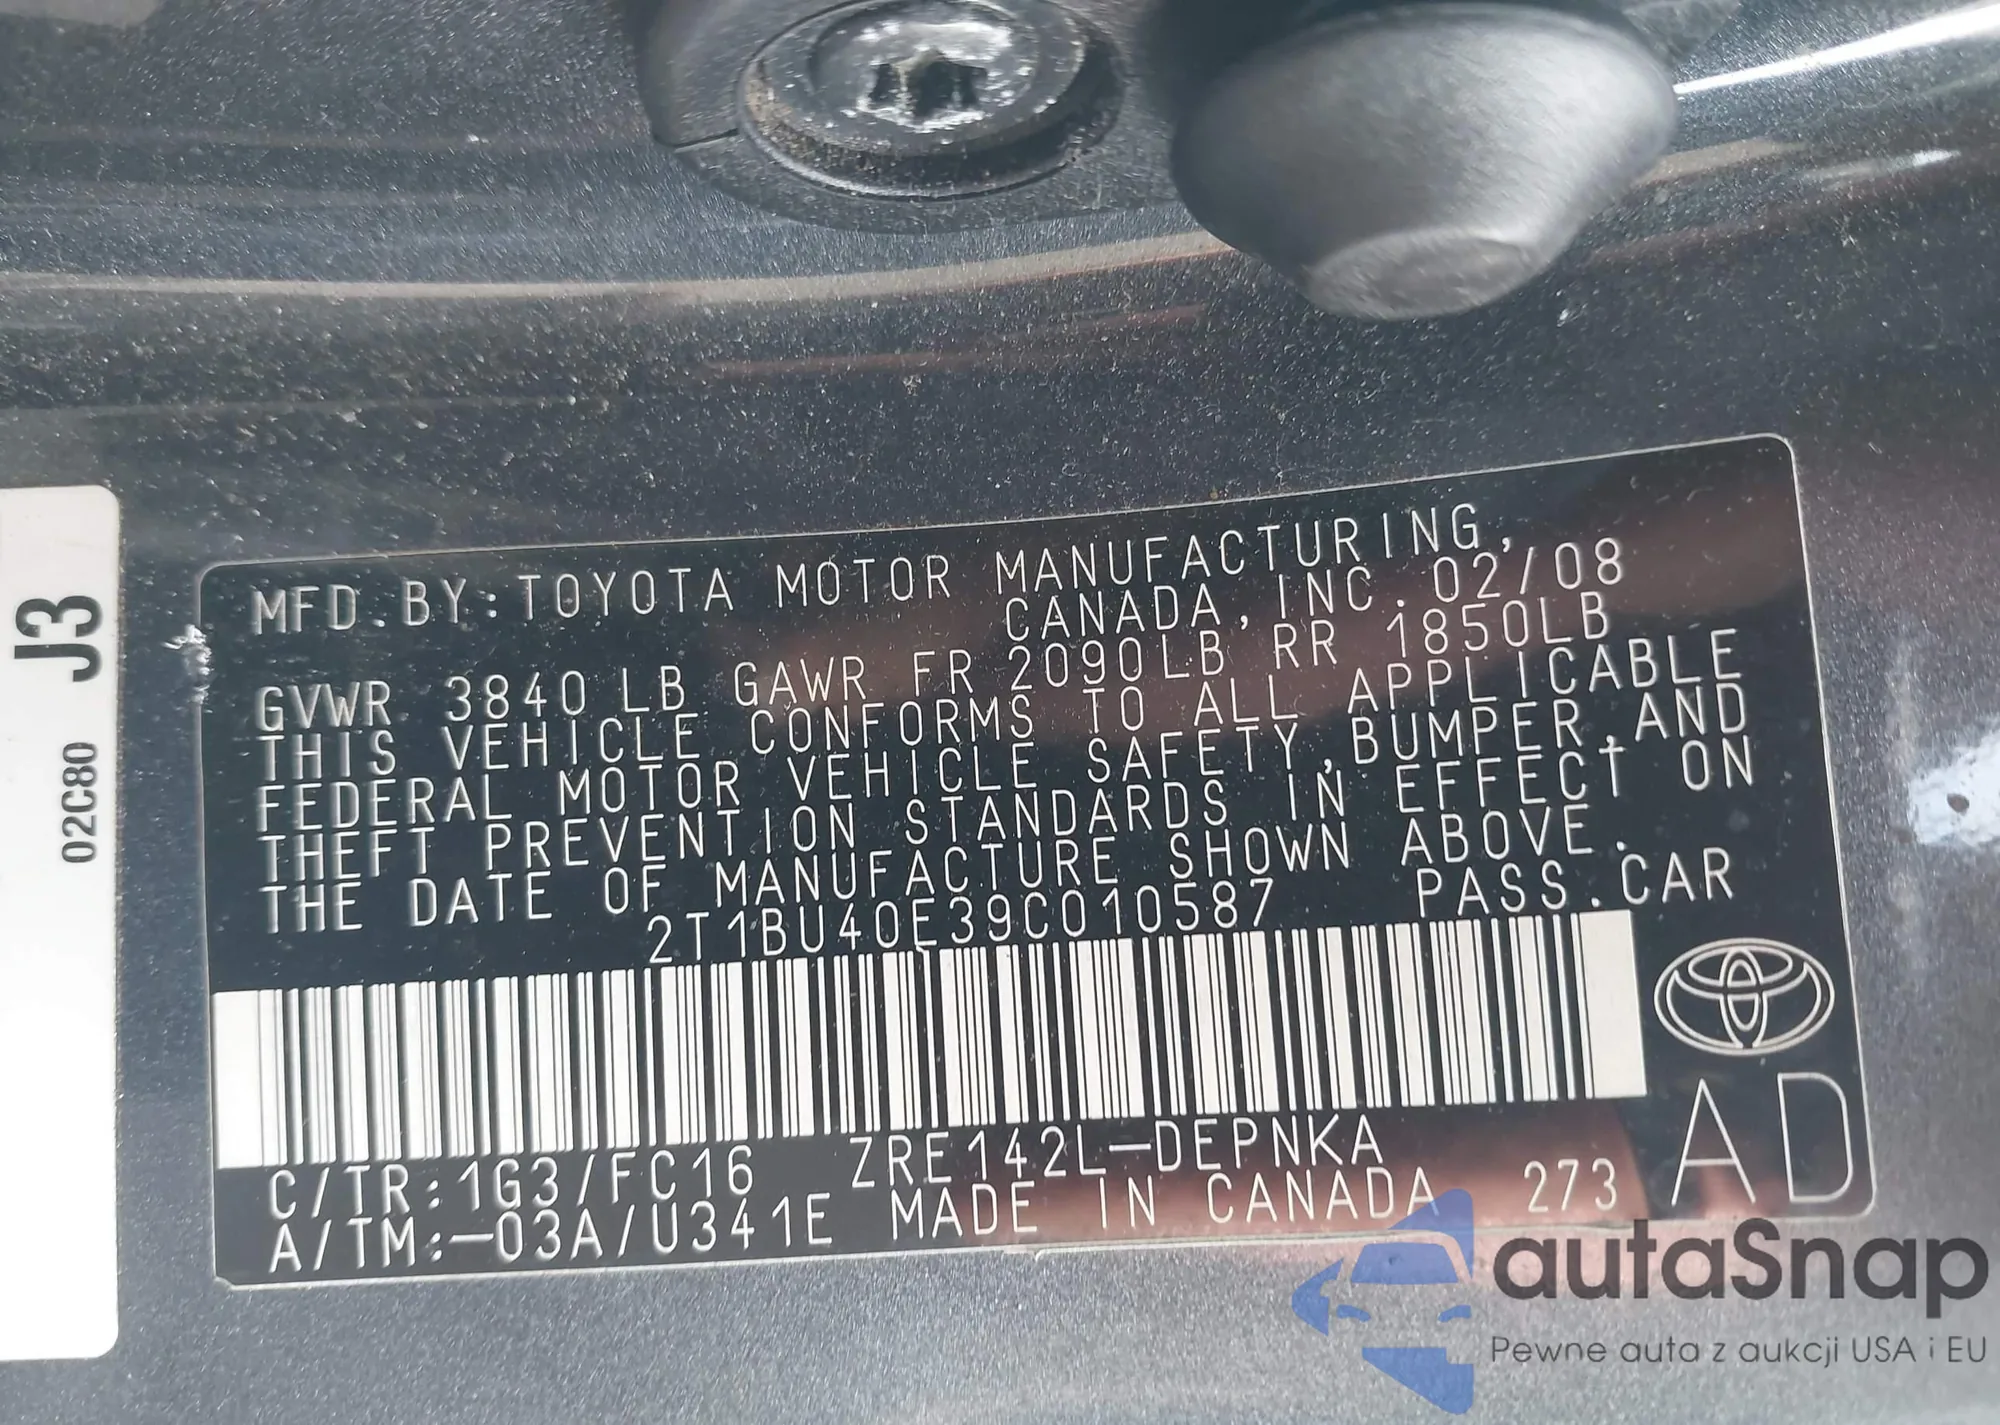 MFD.BY:TOYOTA MOTOR MANUFACTURING,
CANADA,INC.02/08
GVWR 3840LB GAWR FR 2090LB RR 1850LB
THIS VEHICLE CONFORMS TO ALL APPLICABLE
FEDERAL MOTOR VEHICLE SAFETY,BUMPER,AND
THEFT PREVENTION STANDARDS IN EFFECT ON
THE DATE OF MANUFACTURE SHOWN ABOVE.
2T1BU40E39C010587 PASS.CAR
C/TR:1G3/FC16 ZRE142L-DEPNKA
A/TM:-03A/U341E MADE IN CANADA 273
AD
J3
02C80
autaSnap
Pewne auta z aukcji USA i EU